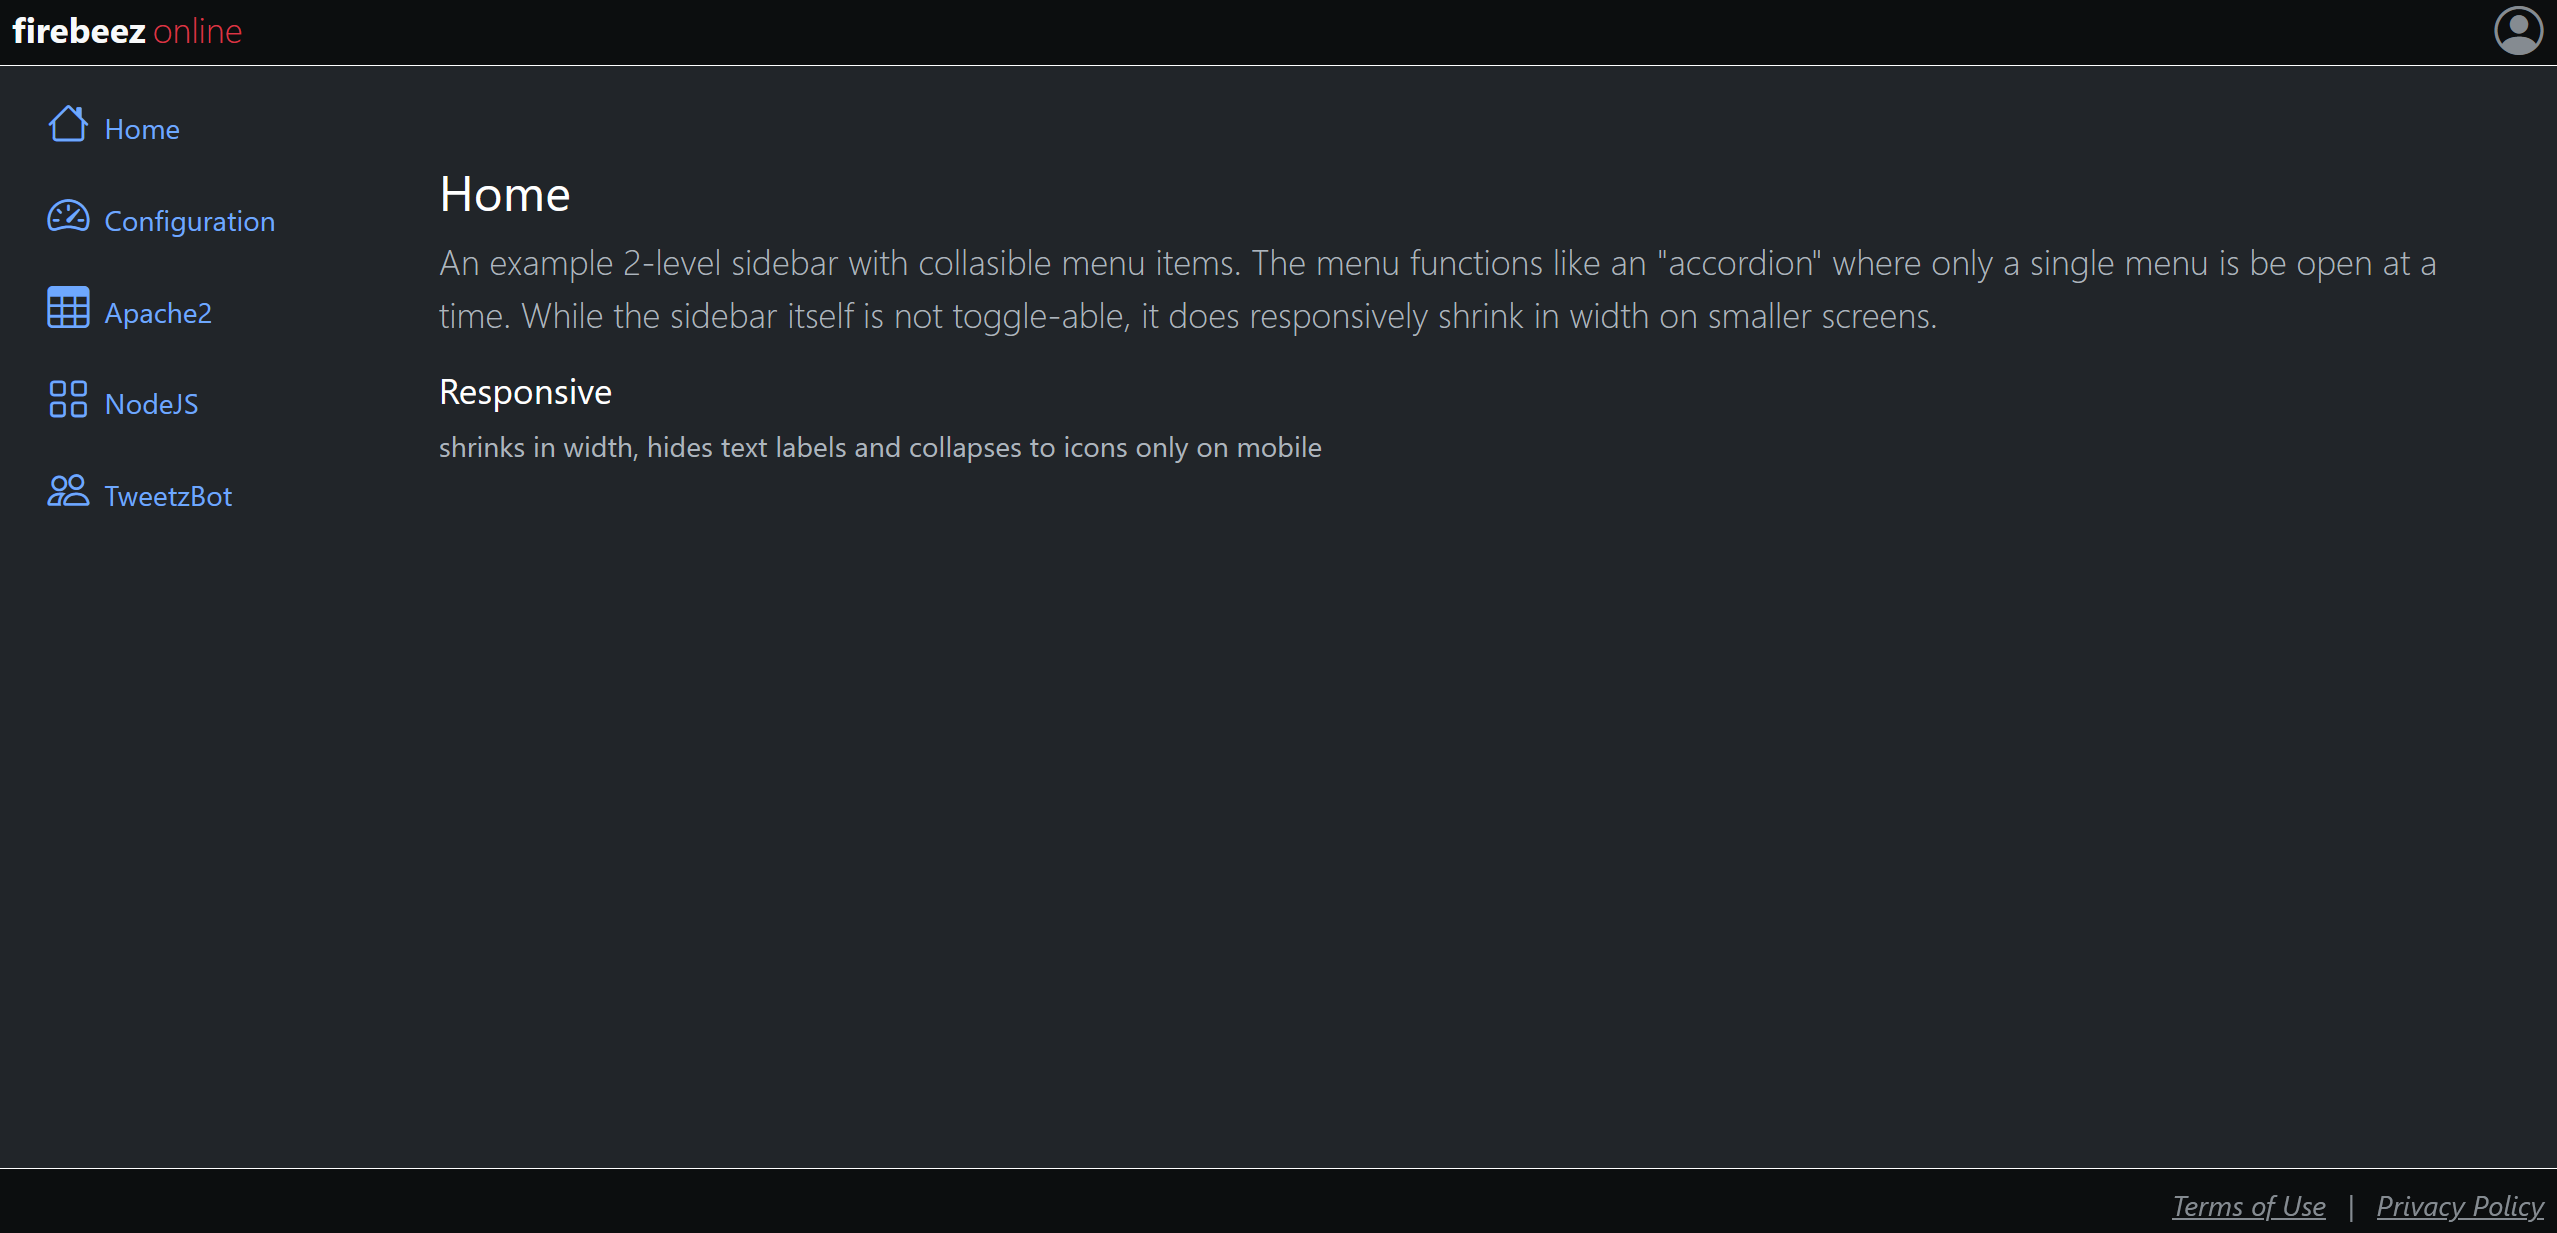 firebeez online
Home
Configuration
Apache2
NodeJS
TweetzBot
Home
An example 2-level sidebar with collasible menu items. The menu functions like an "accordion" where only a single menu is be open at a
time. While the sidebar itself is not toggle-able, it does responsively shrink in width on smaller screens.
Responsive
shrinks in width, hides text labels and collapses to icons only on mobile
Terms of Use | Privacy Policy